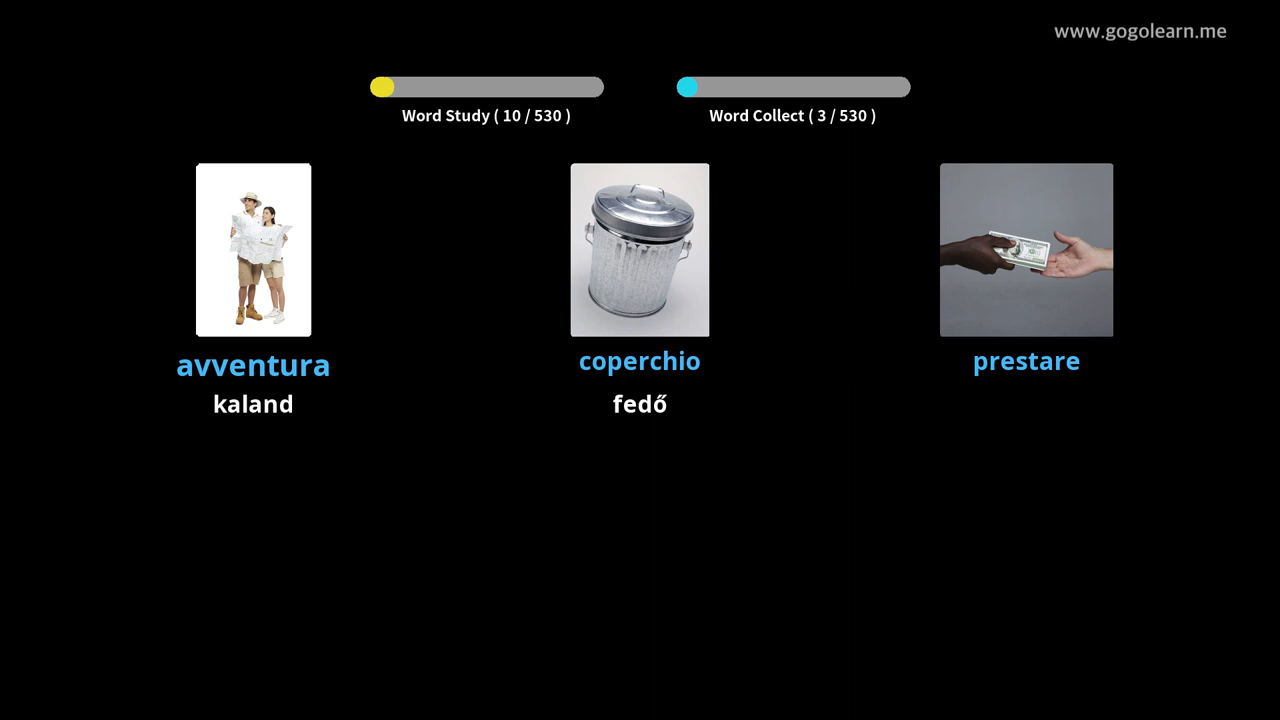 www.gogolearn.me
Word Study ( 10 / 530 )
Word Collect ( 3 / 530 )
avventura
coperchio
prestare
kaland
fedő